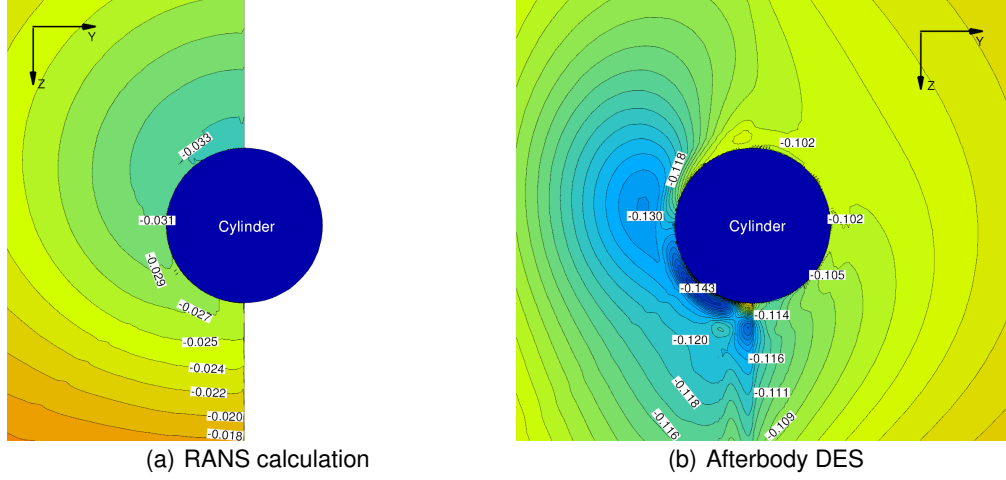 Y
Z
-0.033
-0.031
Cylinder
-0.029
-0.027
-0.025
-0.024
-0.022
-0.020
-0.018
(a) RANS calculation
Y
Z
-0.102
-0.118
-0.130
-0.102
Cylinder
-0.105
-0.143
-0.114
-0.120
-0.116
-0.118
-0.111
-0.109
-0.116
(b) Afterbody DES